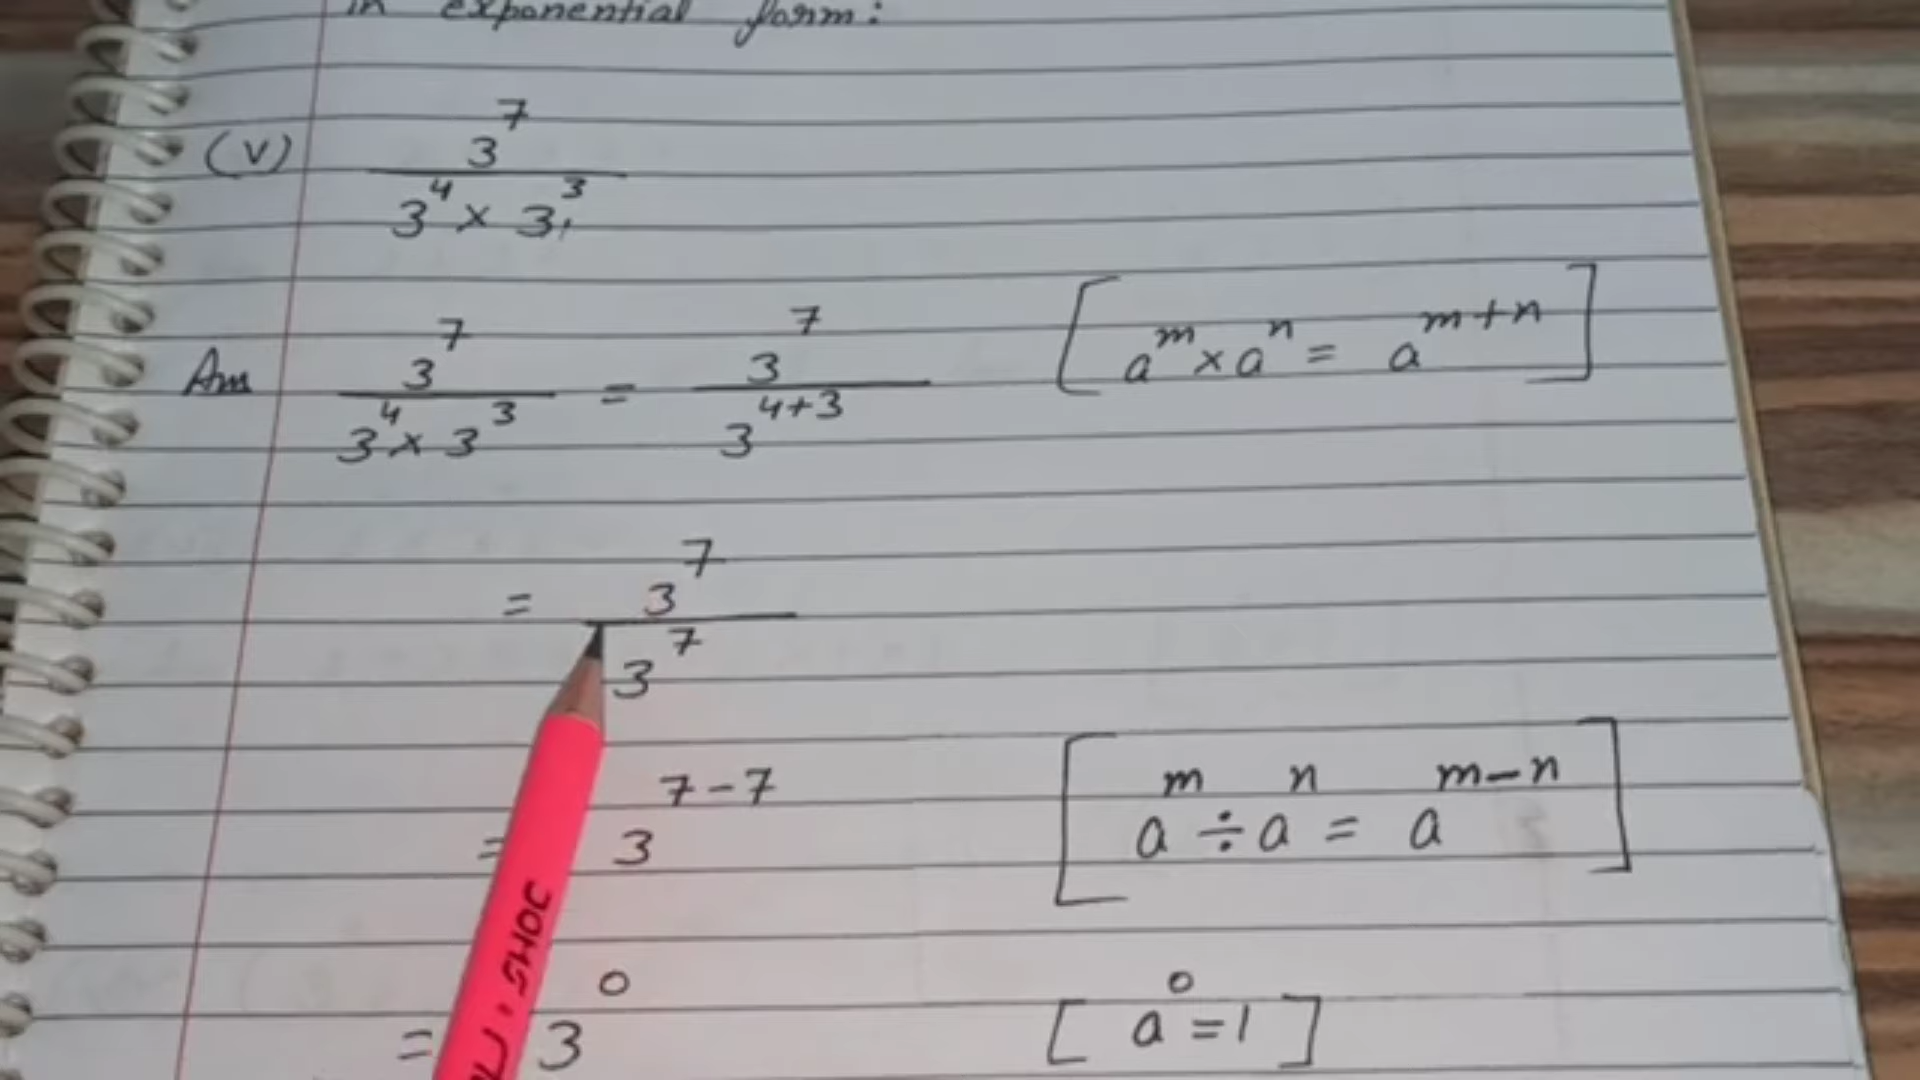 in exponential form:
(v) 3^7 / 3^4 × 3^3
Ans 3^7 / 3^4 × 3^3 = 3^7 / 3^(4+3) [a^m × a^n = a^(m+n)]
= 3^7 / 3^7
= 3^(7-7) [a^m ÷ a^n = a^(m-n)]
= 3^0 [a^0 = 1]